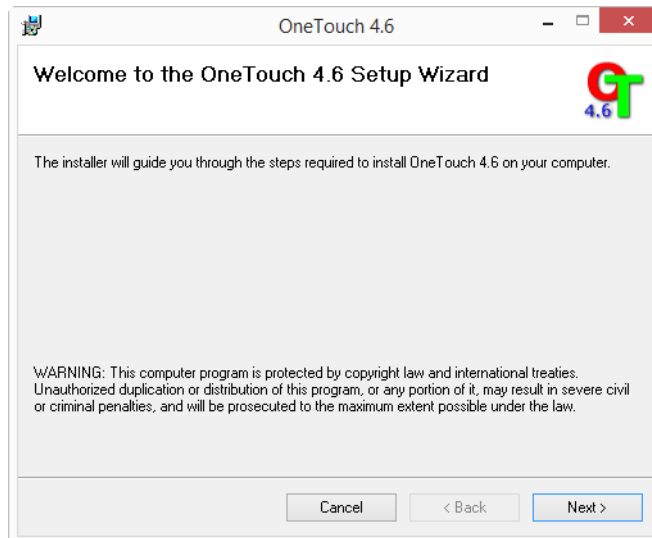 OneTouch 4.6
Welcome to the OneTouch 4.6 Setup Wizard
OT
4.6
The installer will guide you through the steps required to install OneTouch 4.6 on your computer.
WARNING: This computer program is protected by copyright law and international treaties.
Unauthorized duplication or distribution of this program, or any portion of it, may result in severe civil
or criminal penalties, and will be prosecuted to the maximum extent possible under the law.
Cancel
< Back
Next >